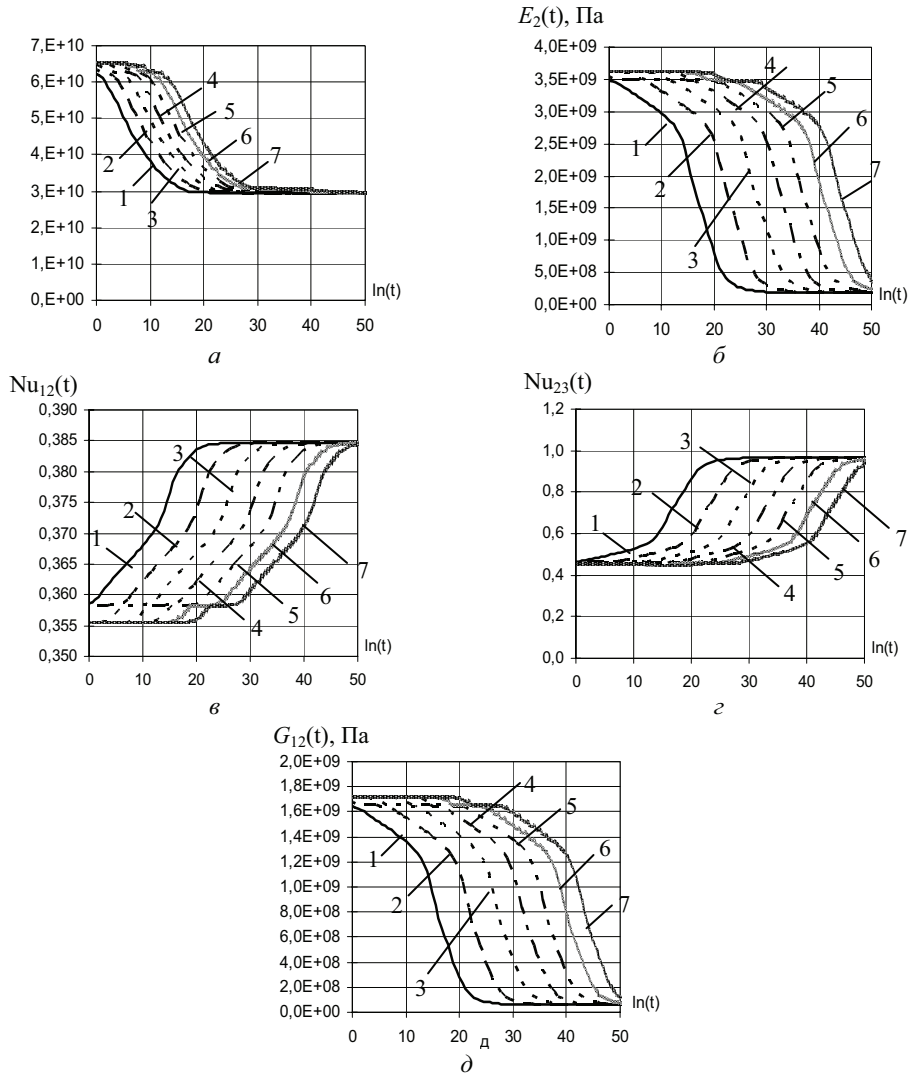 E₂(t), Па
7,E+10
6,E+10
5,E+10
4,E+10
3,E+10
2,E+10
1,E+10
0,E+00
0 10 20 30 40 50
ln(t)
1
2
3
4
5
6
7
а
4,0E+09
3,5E+09
3,0E+09
2,5E+09
2,0E+09
1,5E+09
1,0E+09
5,0E+08
0,0E+00
0 10 20 30 40 50
ln(t)
1
2
3
4
5
6
7
б
Nu₁₂(t)
0,390
0,385
0,380
0,375
0,370
0,365
0,360
0,355
0,350
0 10 20 30 40 50
ln(t)
1
2
3
4
5
6
7
в
Nu₂₃(t)
1,2
1,0
0,8
0,6
0,4
0,2
0,0
0 10 20 30 40 50
ln(t)
1
2
3
4
5
6
7
г
G₁₂(t), Па
2,0E+09
1,8E+09
1,6E+09
1,4E+09
1,2E+09
1,0E+09
8,0E+08
6,0E+08
4,0E+08
2,0E+08
0,0E+00
0 10 20 30 40 50
ln(t)
1
2
3
4
5
6
7
д
д